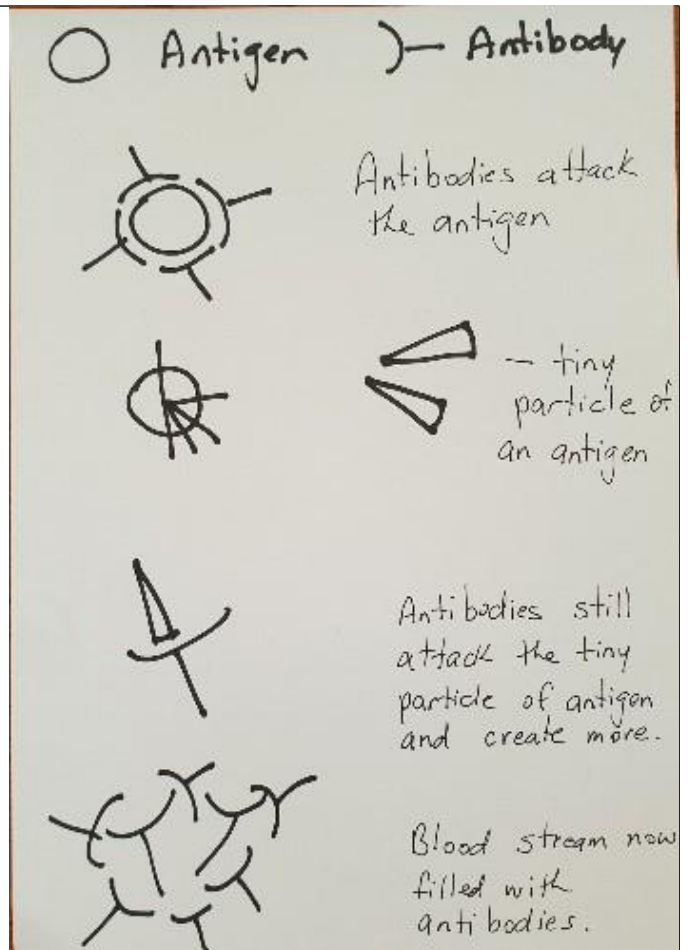 Antigen
Antibody
Antibodies attack
the antigen
– tiny
particle of
an antigen
Antibodies still
attack the tiny
particle of antigen
and create more.
Blood stream now
filled with
antibodies.